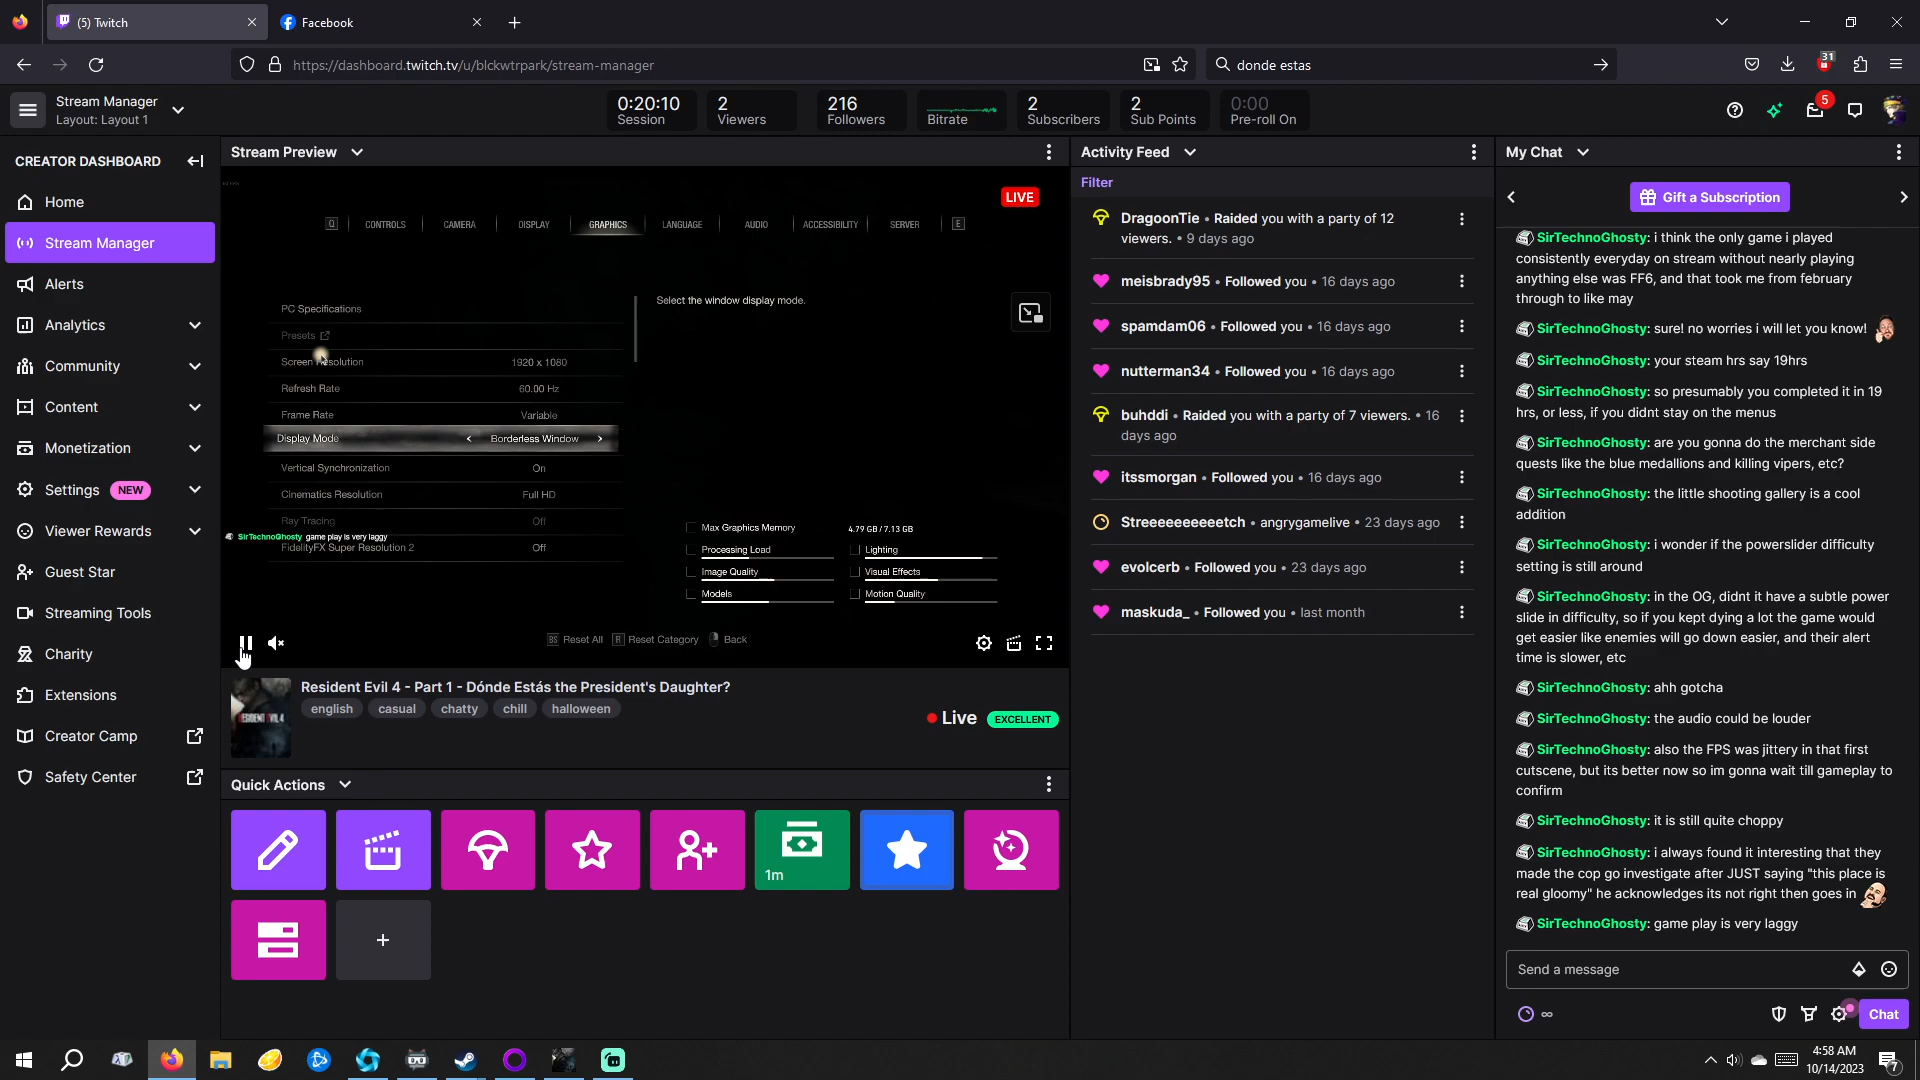 (5) Twitch
Facebook
https://dashboard.twitch.tv/u/blckwtrpark/stream-manager
donde estas
31
Stream Manager
Layout: Layout 1
0:20:10
Session
2
Viewers
216
Followers
Bitrate
2
Subscribers
2
Sub Points
0:00
Pre-roll On
5
CREATOR DASHBOARD
Home
Stream Manager
Alerts
Analytics
Community
Content
Monetization
Settings NEW
Viewer Rewards
Guest Star
Streaming Tools
Charity
Extensions
Creator Camp
Safety Center
Stream Preview
LIVE
Q CONTROLS CAMERA DISPLAY GRAPHICS LANGUAGE AUDIO ACCESSIBILITY SERVER E
PC Specifications
Presets
Screen Resolution 1920 x 1080
Refresh Rate 60.00 Hz
Frame Rate Variable
Display Mode < Borderless Window >
Vertical Synchronization On
Cinematics Resolution Full HD
Ray Tracing Off
SirTechnoGhosty game play is very laggy
FidelityFX Super Resolution 2 Off
Select the window display mode.
Max Graphics Memory 4.79 GB / 7.13 GB
Processing Load Lighting
Image Quality Visual Effects
Models Motion Quality
BS Reset All R Reset Category Back
RESIDENT EVIL 4
Resident Evil 4 - Part 1 - Dónde Estás the President's Daughter?
english casual chatty chill halloween
Live EXCELLENT
Quick Actions
1m
+
Activity Feed
Filter
DragoonTie • Raided you with a party of 12
viewers. • 9 days ago
meisbrady95 • Followed you • 16 days ago
spamdam06 • Followed you • 16 days ago
nutterman34 • Followed you • 16 days ago
buhddi • Raided you with a party of 7 viewers. • 16
days ago
itssmorgan • Followed you • 16 days ago
Streeeeeeeeeetch • angrygamelive • 23 days ago
evolcerb • Followed you • 23 days ago
maskuda_ • Followed you • last month
My Chat
Gift a Subscription
SirTechnoGhosty: i think the only game i played
consistently everyday on stream without nearly playing
anything else was FF6, and that took me from february
through to like may
SirTechnoGhosty: sure! no worries i will let you know!
SirTechnoGhosty: your steam hrs say 19hrs
SirTechnoGhosty: so presumably you completed it in 19
hrs, or less, if you didnt stay on the menus
SirTechnoGhosty: are you gonna do the merchant side
quests like the blue medallions and killing vipers, etc?
SirTechnoGhosty: the little shooting gallery is a cool
addition
SirTechnoGhosty: i wonder if the powerslider difficulty
setting is still around
SirTechnoGhosty: in the OG, didnt it have a subtle power
slide in difficulty, so if you kept dying a lot the game would
get easier like enemies will go down easier, and their alert
time is slower, etc
SirTechnoGhosty: ahh gotcha
SirTechnoGhosty: the audio could be louder
SirTechnoGhosty: also the FPS was jittery in that first
cutscene, but its better now so im gonna wait till gameplay to
confirm
SirTechnoGhosty: it is still quite choppy
SirTechnoGhosty: i always found it interesting that they
made the cop go investigate after JUST saying "this place is
real gloomy" he acknowledges its not right then goes in
SirTechnoGhosty: game play is very laggy
Send a message
∞
Chat
4:58 AM
10/14/2023
7